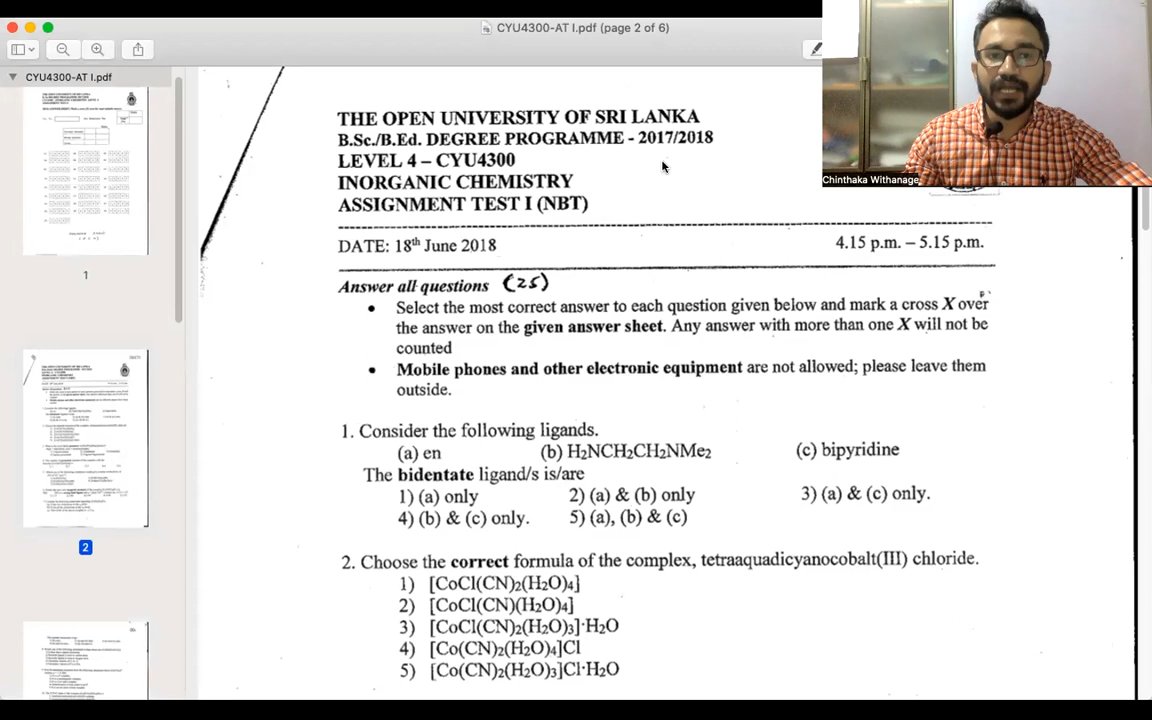 CYU4300-AT I.pdf (page 2 of 6)
CYU4300-AT I.pdf
1
2
Chinthaka Withanage
THE OPEN UNIVERSITY OF SRI LANKA
B.Sc./B.Ed. DEGREE PROGRAMME - 2017/2018
LEVEL 4 – CYU4300
INORGANIC CHEMISTRY
ASSIGNMENT TEST I (NBT)
DATE: 18th June 2018 4.15 p.m. – 5.15 p.m.
Answer all questions (25)
• Select the most correct answer to each question given below and mark a cross X over
the answer on the given answer sheet. Any answer with more than one X will not be
counted
• Mobile phones and other electronic equipment are not allowed; please leave them
outside.
1. Consider the following ligands.
(a) en (b) H₂NCH₂CH₂NMe₂ (c) bipyridine
The bidentate ligand/s is/are
1) (a) only 2) (a) & (b) only 3) (a) & (c) only.
4) (b) & (c) only. 5) (a), (b) & (c)
2. Choose the correct formula of the complex, tetraaquadicyanocobalt(III) chloride.
1) [CoCl(CN)₂(H₂O)₄]
2) [CoCl(CN)(H₂O)₄]
3) [CoCl(CN)₂(H₂O)₃]·H₂O
4) [Co(CN)₂(H₂O)₄]Cl
5) [Co(CN)₂(H₂O)₃]Cl·H₂O